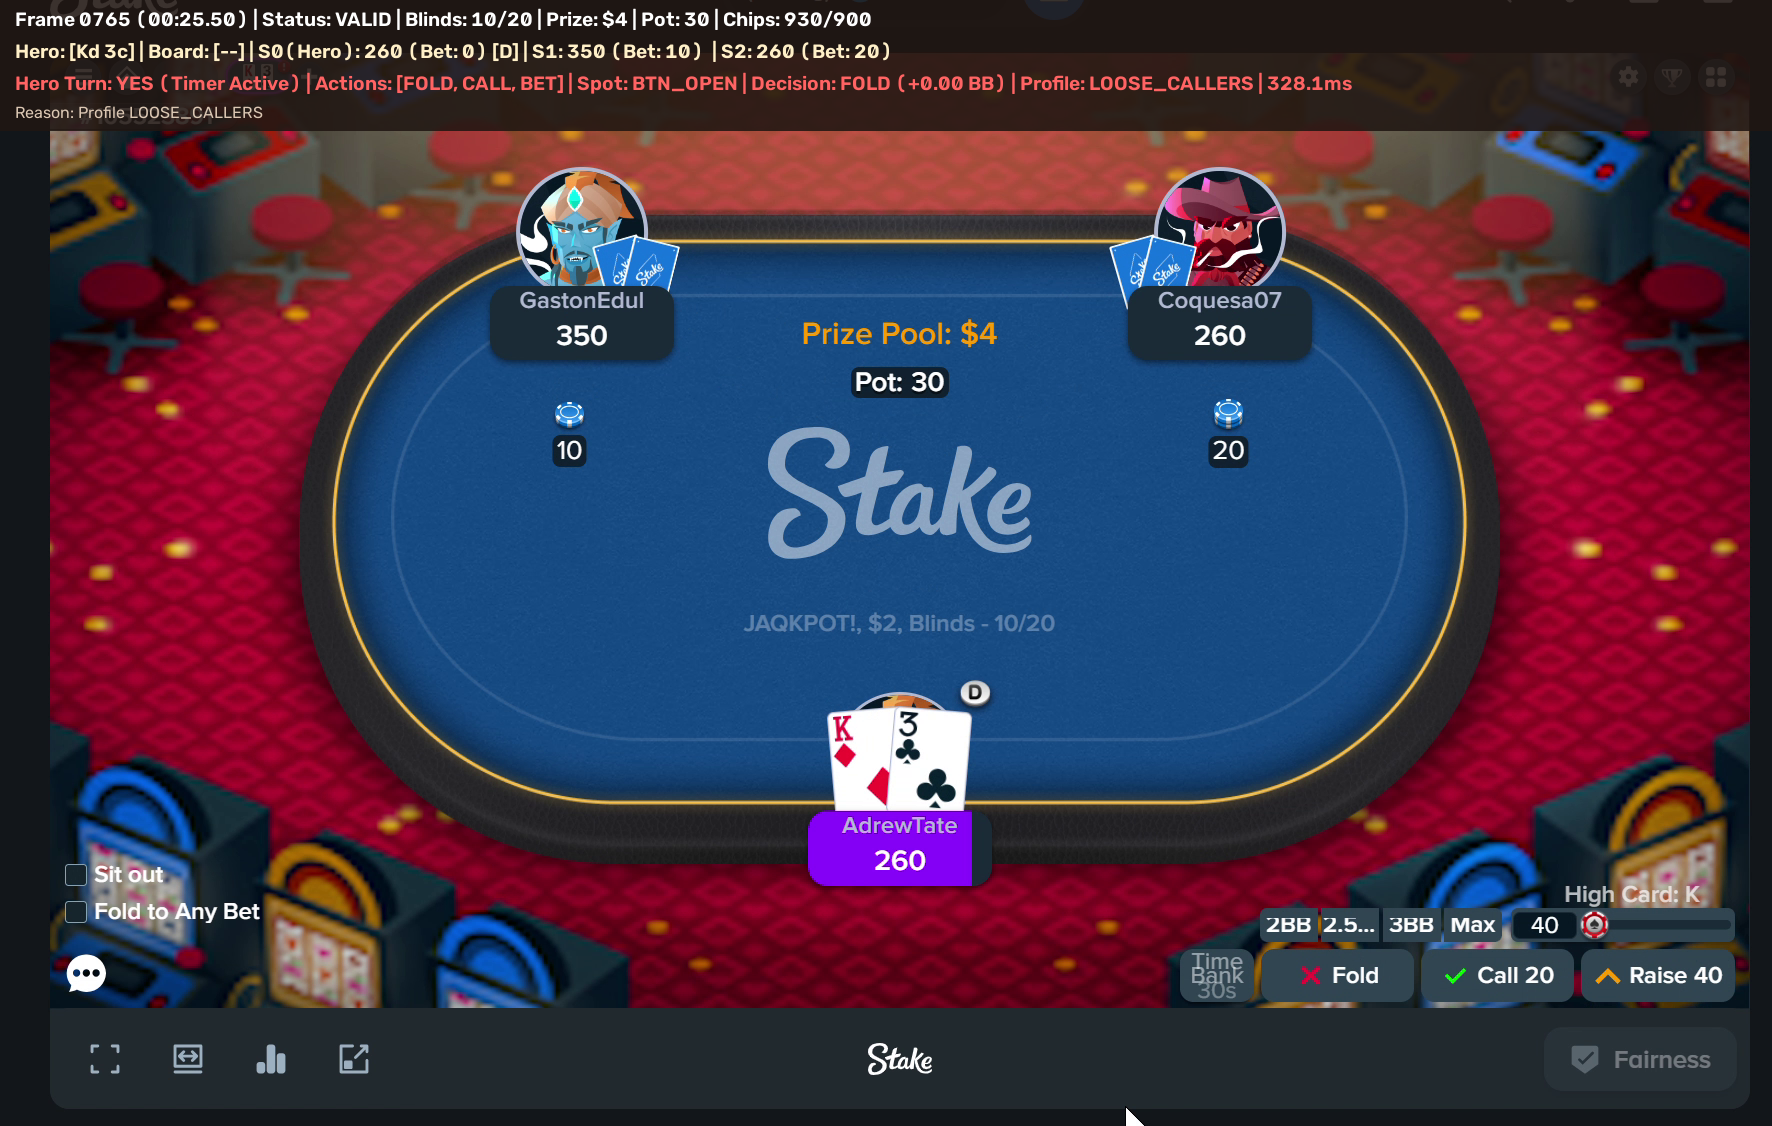 Frame 0765 (00:25.50) | Status: VALID | Blinds: 10/20 | Prize: $4 | Pot: 30 | Chips: 930/900
Hero: [Kd 3c] | Board: [--] | S0(Hero): 260 (Bet: 0) [D] | S1: 350 (Bet: 10) | S2: 260 (Bet: 20)
Hero Turn: YES (Timer Active) | Actions: [FOLD, CALL, BET] | Spot: BTN_OPEN | Decision: FOLD (+0.00 BB) | Profile: LOOSE_CALLERS | 328.1ms
Reason: Profile LOOSE_CALLERS
Stake
Stake
GastonEdul
350
Coquesa07
260
Prize Pool: $4
Pot: 30
10
20
Stake
JAQKPOT!, $2, Blinds - 10/20
D
K
3
AdrewTate
260
Sit out
Fold to Any Bet
High Card: K
2BB
2.5...
3BB
Max
40
Time Bank 30s
Fold
Call 20
Raise 40
Stake
Fairness